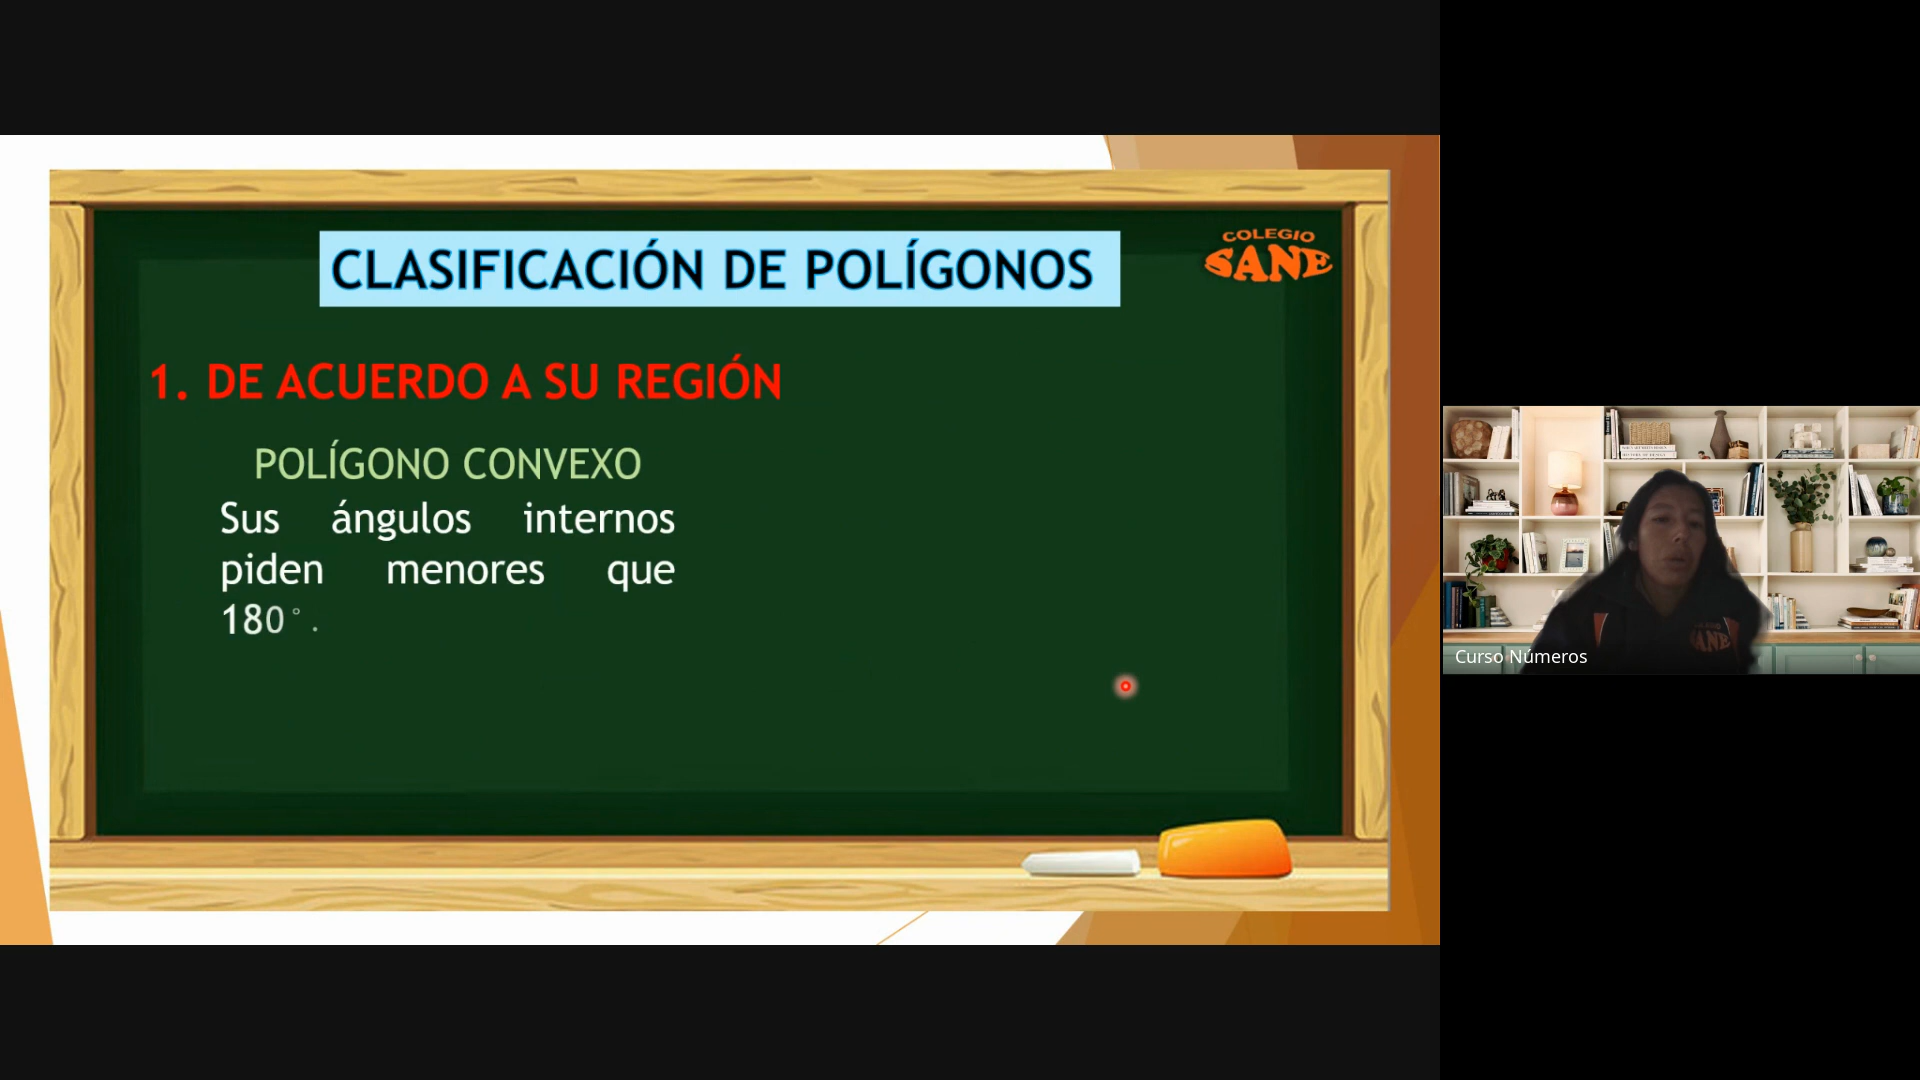 CLASIFICACIÓN DE POLÍGONOS
COLEGIO
SANE
1. DE ACUERDO A SU REGIÓN
POLÍGONO CONVEXO
Sus ángulos internos
piden menores que
180°.
SANE
Curso Números